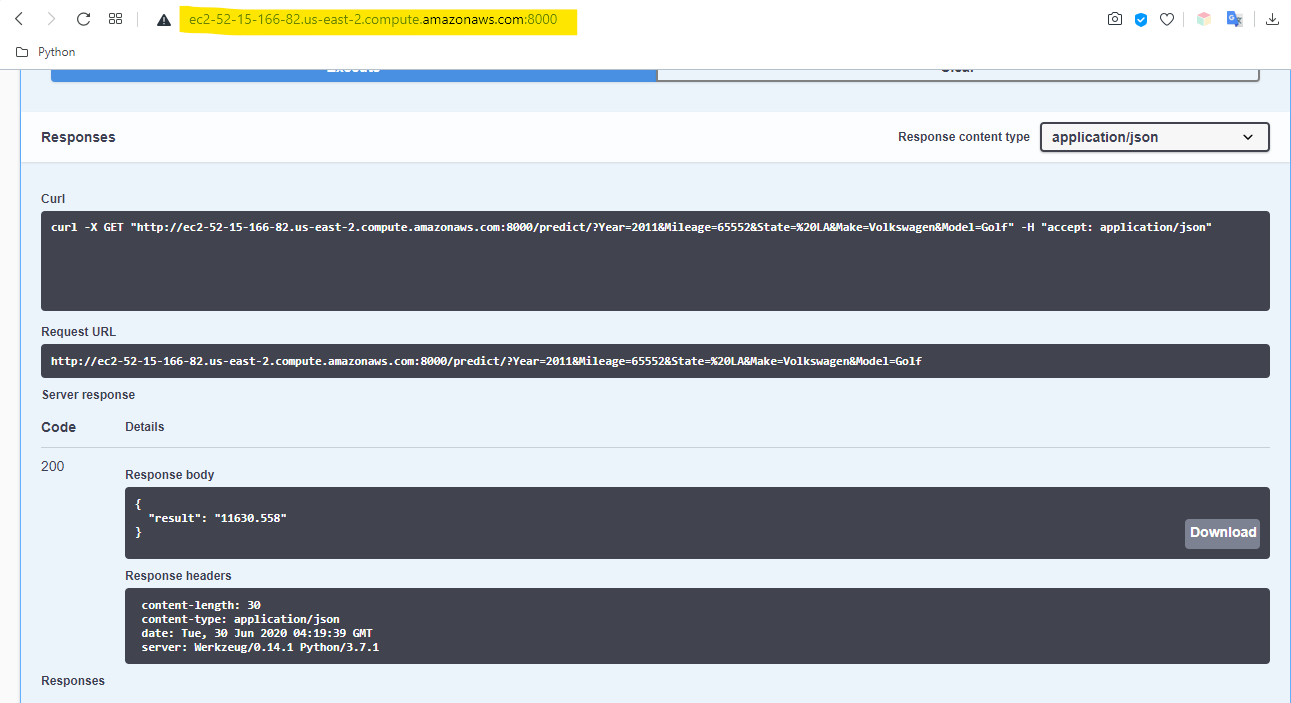 ec2-52-15-166-82.us-east-2.compute.amazonaws.com:8000
Python
Execute
Clear
Responses
Response content type
application/json
Curl
curl -X GET "http://ec2-52-15-166-82.us-east-2.compute.amazonaws.com:8000/predict/?Year=2011&Mileage=65552&State=%20LA&Make=Volkswagen&Model=Golf" -H "accept: application/json"
Request URL
http://ec2-52-15-166-82.us-east-2.compute.amazonaws.com:8000/predict/?Year=2011&Mileage=65552&State=%20LA&Make=Volkswagen&Model=Golf
Server response
Code Details
200
Response body
{
"result": "11630.558"
}
Download
Response headers
content-length: 30
content-type: application/json
date: Tue, 30 Jun 2020 04:19:39 GMT
server: Werkzeug/0.14.1 Python/3.7.1
Responses